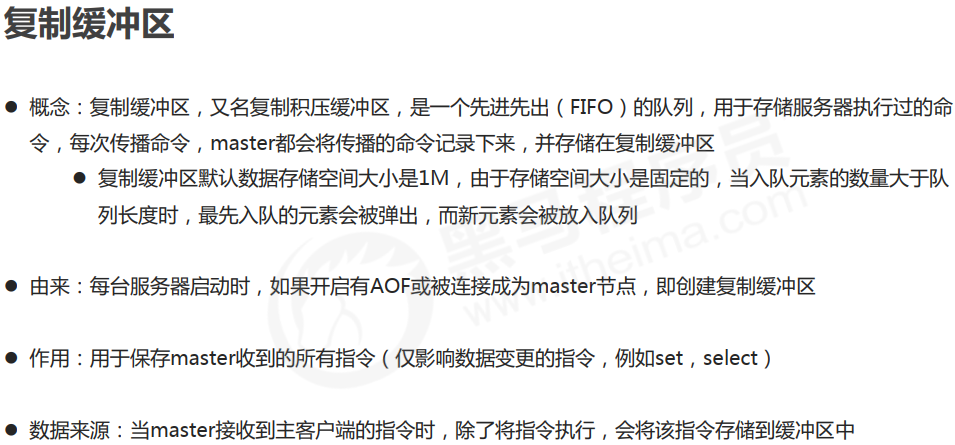 复制缓冲区
● 概念：复制缓冲区，又名复制积压缓冲区，是一个先进先出（FIFO）的队列，用于存储服务器执行过的命
令，每次传播命令，master都会将传播的命令记录下来，并存储在复制缓冲区
● 复制缓冲区默认数据存储空间大小是1M，由于存储空间大小是固定的，当入队元素的数量大于队
列长度时，最先入队的元素会被弹出，而新元素会被放入队列
● 由来：每台服务器启动时，如果开启有AOF或被连接成为master节点，即创建复制缓冲区
● 作用：用于保存master收到的所有指令（仅影响数据变更的指令，例如set，select）
● 数据来源：当master接收到主客户端的指令时，除了将指令执行，会将该指令存储到缓冲区中
黑马程序员
www.itheima.com